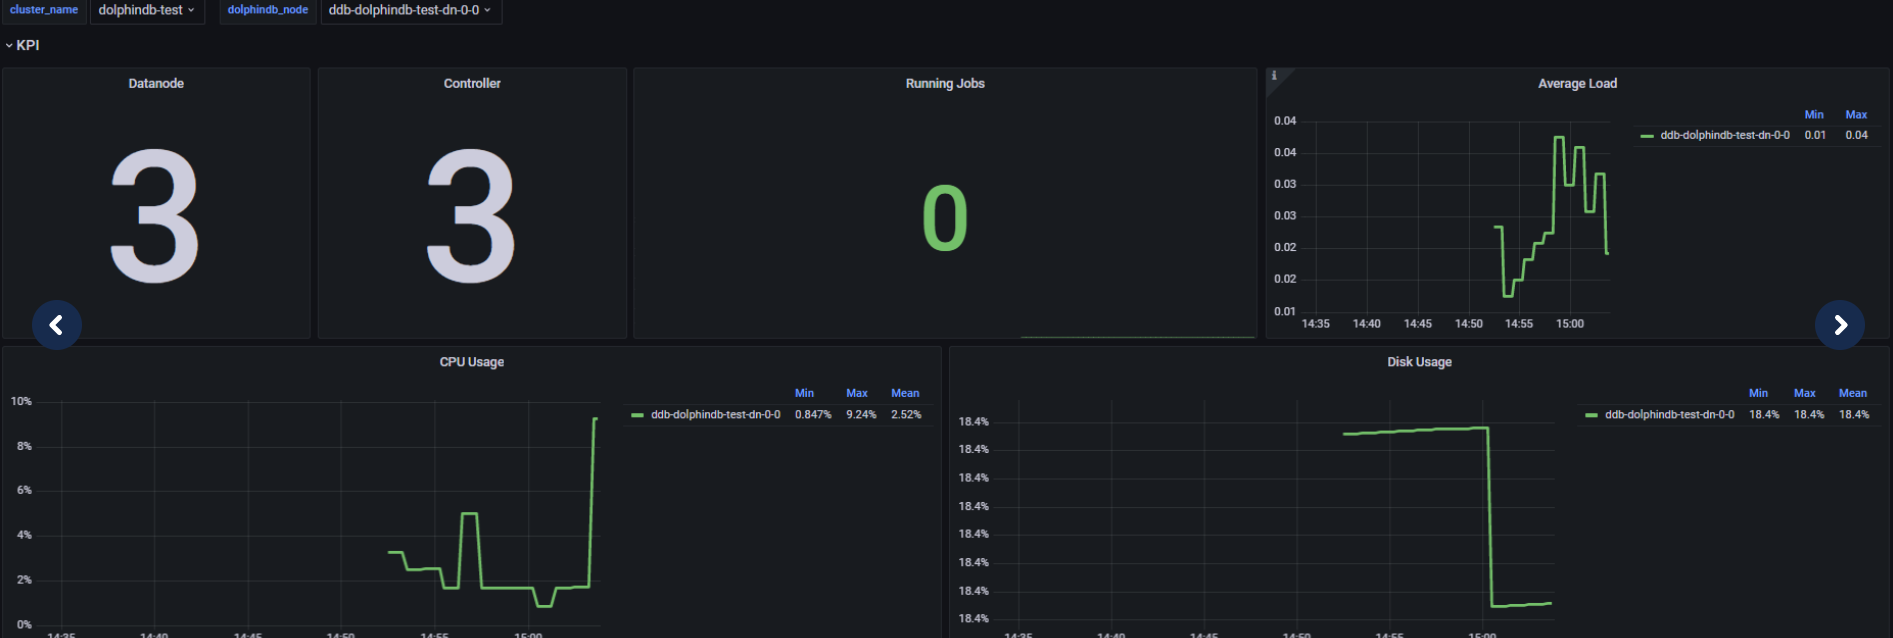 cluster_name dolphindb-test dolphindb_node ddb-dolphindb-test-dn-0-0
KPI
Datanode
3
Controller
3
Running Jobs
0
i
Average Load
Min Max
ddb-dolphindb-test-dn-0-0 0.01 0.04
0.04
0.04
0.03
0.03
0.02
0.02
0.01
14:35 14:40 14:45 14:50 14:55 15:00
CPU Usage
Min Max Mean
ddb-dolphindb-test-dn-0-0 0.847% 9.24% 2.52%
10%
8%
6%
4%
2%
0%
14:35 14:40 14:45 14:50 14:55 15:00
Disk Usage
Min Max Mean
ddb-dolphindb-test-dn-0-0 18.4% 18.4% 18.4%
18.4%
18.4%
18.4%
18.4%
18.4%
18.4%
18.4%
18.4%
14:35 14:40 14:45 14:50 14:55 15:00